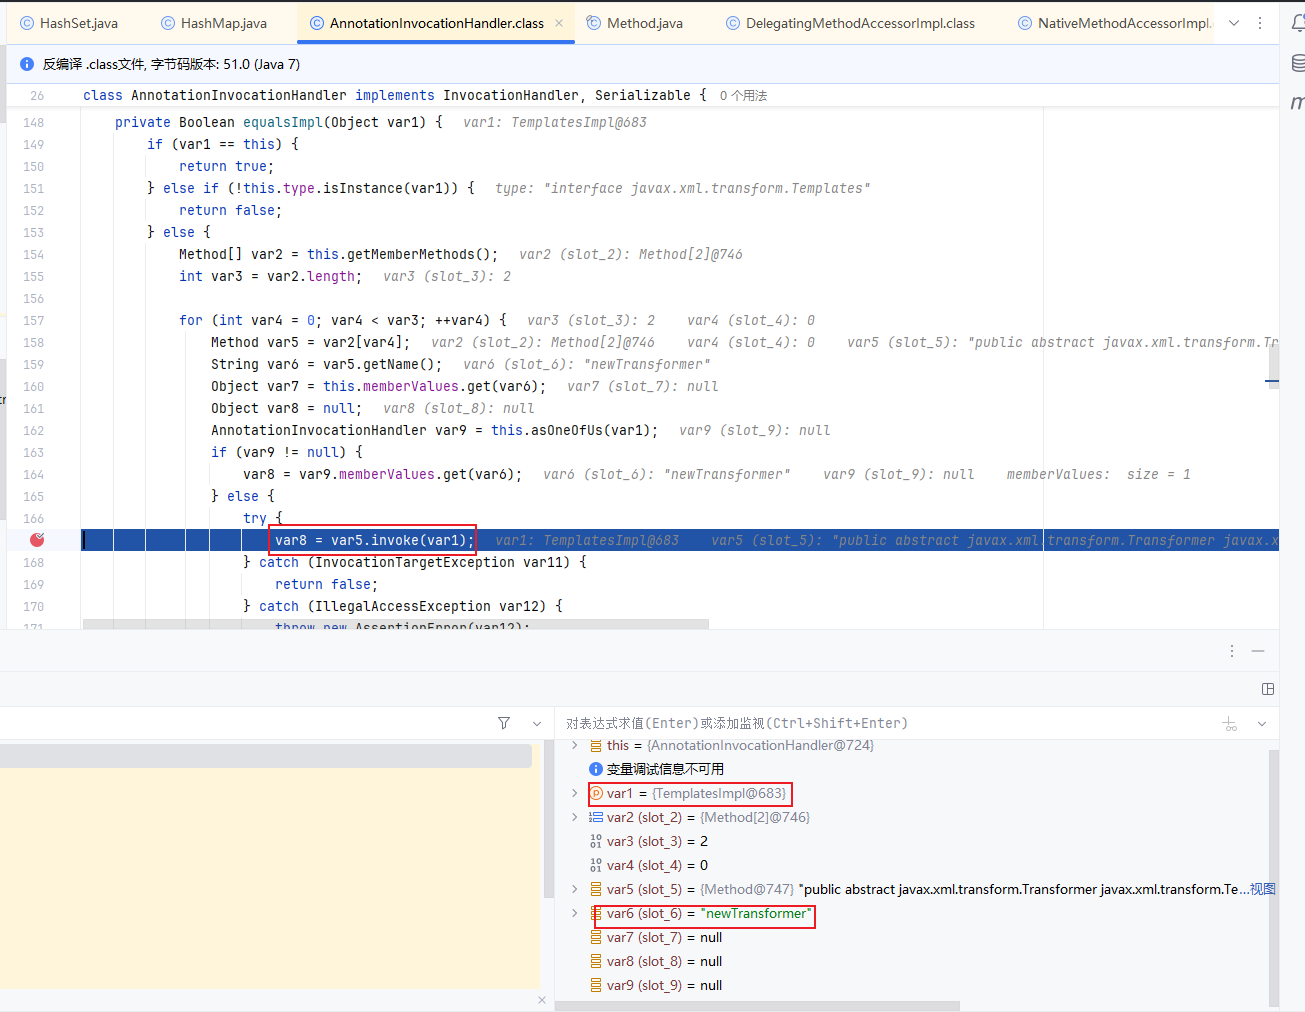 HashSet.java HashMap.java AnnotationInvocationHandler.class Method.java DelegatingMethodAccessorImpl.class NativeMethodAccessorImpl.
反编译 .class文件, 字节码版本: 51.0 (Java 7)
26 class AnnotationInvocationHandler implements InvocationHandler, Serializable { 0 个用法
148 private Boolean equalsImpl(Object var1) { var1: TemplatesImpl@683
149 if (var1 == this) {
150 return true;
151 } else if (!this.type.isInstance(var1)) { type: "interface javax.xml.transform.Templates"
152 return false;
153 } else {
154 Method[] var2 = this.getMemberMethods(); var2 (slot_2): Method[2]@746
155 int var3 = var2.length; var3 (slot_3): 2
156
157 for (int var4 = 0; var4 < var3; ++var4) { var3 (slot_3): 2 var4 (slot_4): 0
158 Method var5 = var2[var4]; var2 (slot_2): Method[2]@746 var4 (slot_4): 0 var5 (slot_5): "public abstract javax.xml.transform.Tr
159 String var6 = var5.getName(); var6 (slot_6): "newTransformer"
160 Object var7 = this.memberValues.get(var6); var7 (slot_7): null
161 Object var8 = null; var8 (slot_8): null
162 AnnotationInvocationHandler var9 = this.asOneOfUs(var1); var9 (slot_9): null
163 if (var9 != null) {
164 var8 = var9.memberValues.get(var6); var6 (slot_6): "newTransformer" var9 (slot_9): null memberValues: size = 1
165 } else {
166 try {
var8 = var5.invoke(var1); var1: TemplatesImpl@683 var5 (slot_5): "public abstract javax.xml.transform.Transformer javax.x
168 } catch (InvocationTargetException var11) {
169 return false;
170 } catch (IllegalAccessException var12) {
171 throw new AssertionError(var12);
对表达式求值(Enter)或添加监视(Ctrl+Shift+Enter)
this = {AnnotationInvocationHandler@724}
变量调试信息不可用
var1 = {TemplatesImpl@683}
var2 (slot_2) = {Method[2]@746}
var3 (slot_3) = 2
var4 (slot_4) = 0
var5 (slot_5) = {Method@747} "public abstract javax.xml.transform.Transformer javax.xml.transform.Te...视图
var6 (slot_6) = "newTransformer"
var7 (slot_7) = null
var8 (slot_8) = null
var9 (slot_9) = null